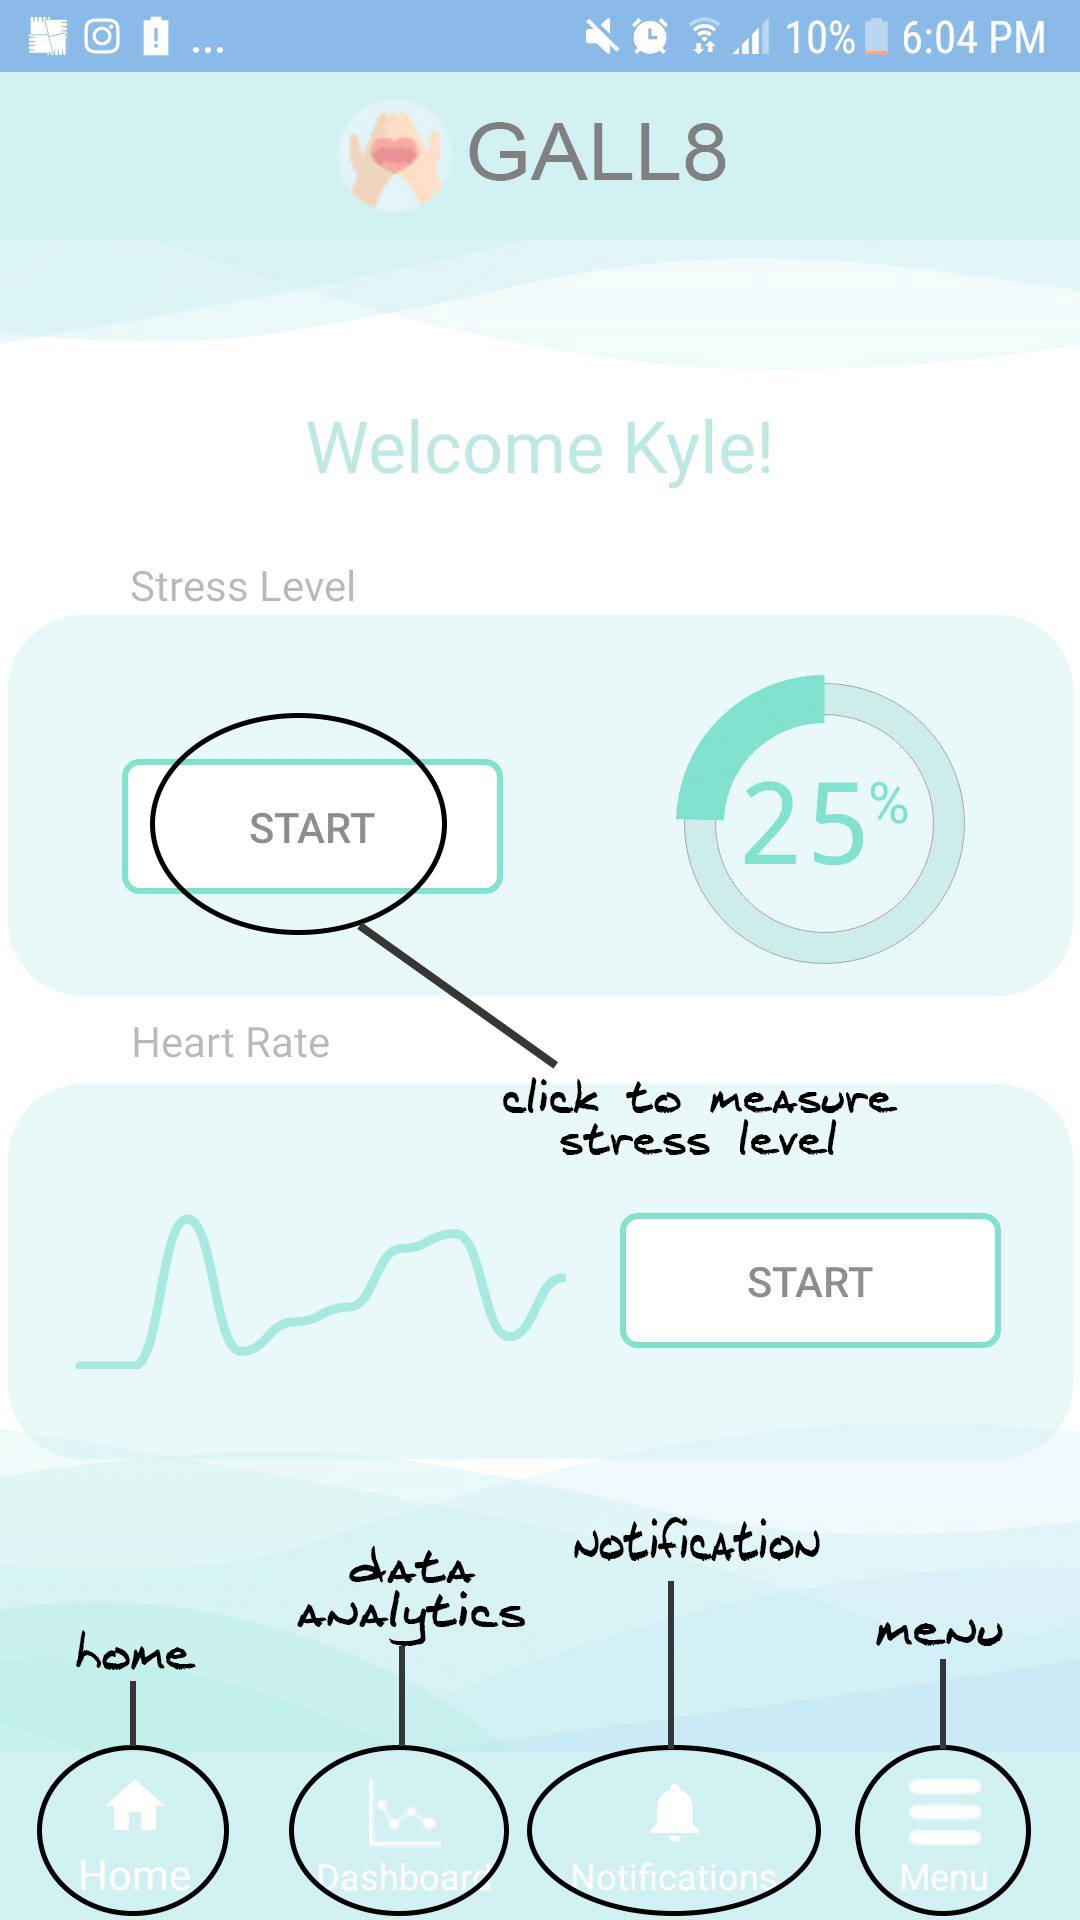 ... 10% 6:04 PM
GALL8
Welcome Kyle!
Stress Level
START
25%
Heart Rate
click to measure
stress level
START
notification
data
analytics
menu
home
Home Dashboard Notifications Menu